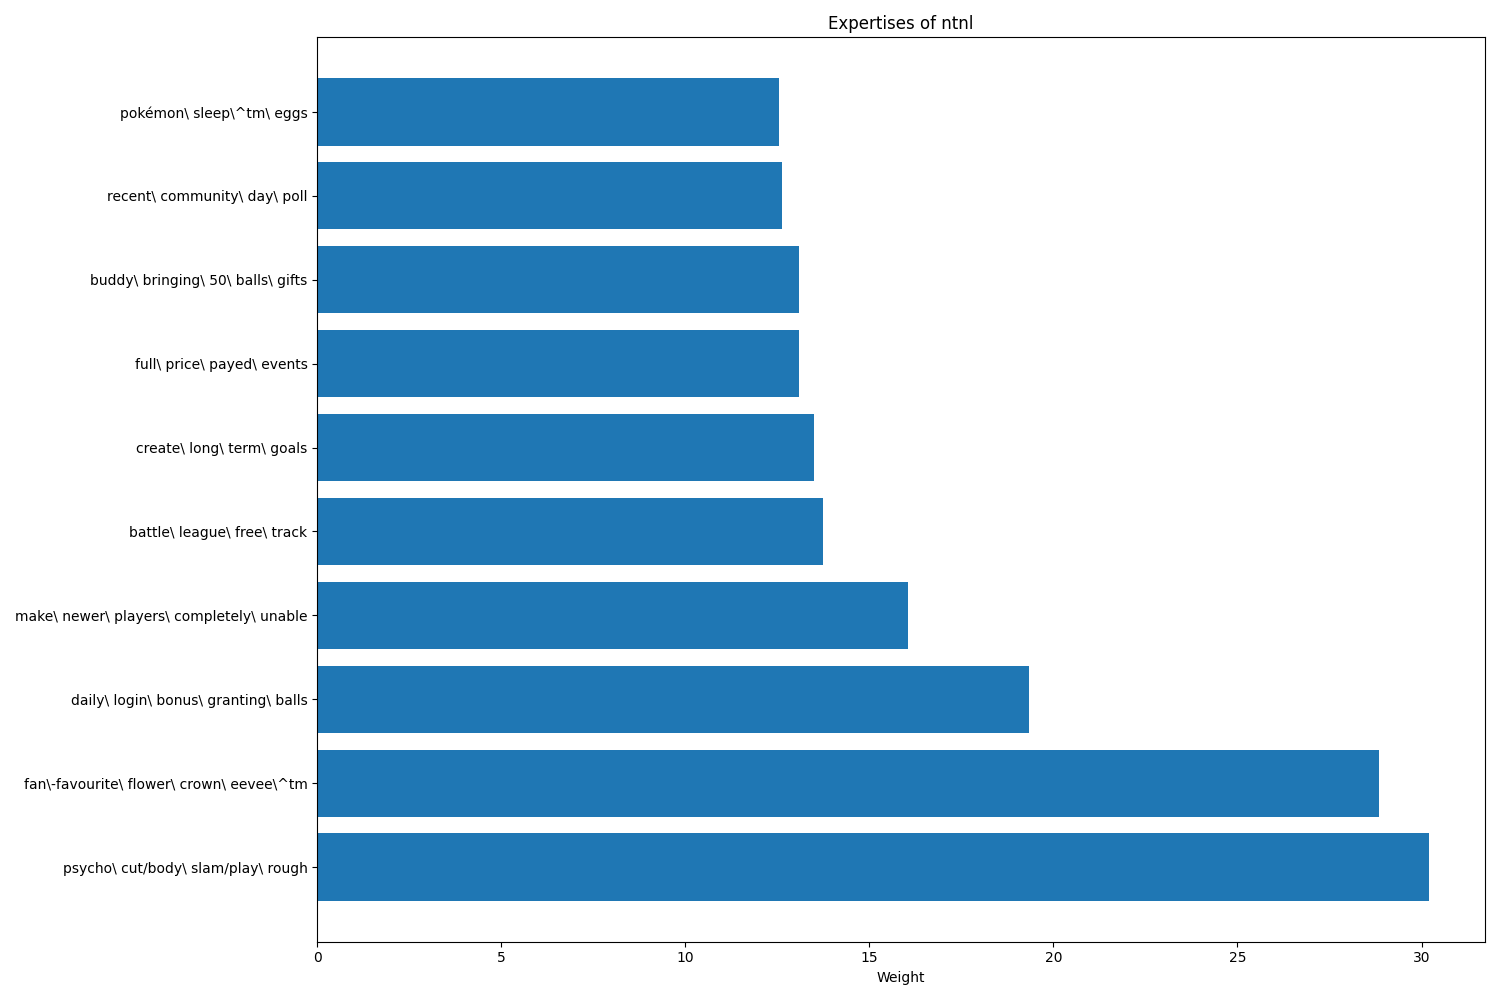 Expertises of ntnl
pokémon\ sleep\^tm\ eggs
recent\ community\ day\ poll
buddy\ bringing\ 50\ balls\ gifts
full\ price\ payed\ events
create\ long\ term\ goals
battle\ league\ free\ track
make\ newer\ players\ completely\ unable
daily\ login\ bonus\ granting\ balls
fan\-favourite\ flower\ crown\ eevee\^tm
psycho\ cut/body\ slam/play\ rough
0 5 10 15 20 25 30
Weight